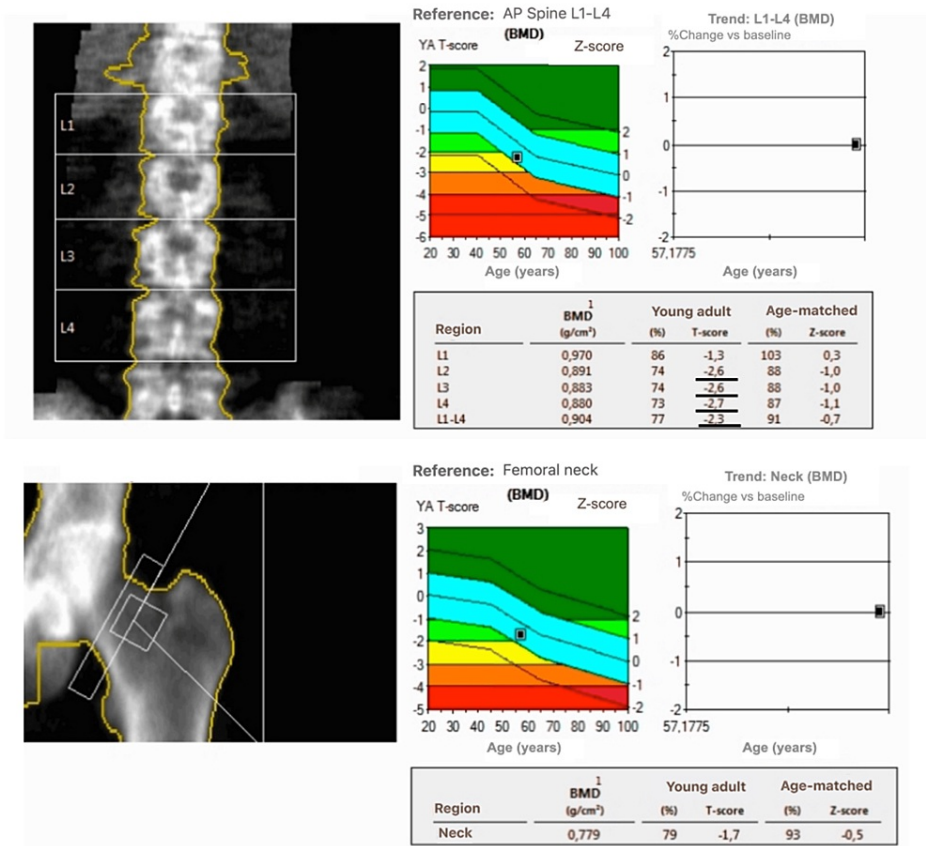 Reference: AP Spine L1-L4
(BMD)
YA T-score
Z-score
2
1
0
-1
-2
-3
-4
-5
-6
2
1
0
-1
-2
20 30 40 50 60 70 80 90 100
Age (years)
Trend: L1-L4 (BMD)
%Change vs baseline
2
1
0
-1
-2
57,1775
Age (years)
L1
L2
L3
L4
Region BMD 1 (g/cm²) Young adult (%) T-score Age-matched (%) Z-score
L1 0,970 86 -1,3 103 0,3
L2 0,891 74 -2,6 88 -1,0
L3 0,883 74 -2,6 88 -1,0
L4 0,880 73 -2,7 87 -1,1
L1-L4 0,904 77 -2,3 91 -0,7
Reference: Femoral neck
(BMD)
YA T-score
Z-score
3
2
1
0
-1
-2
-3
-4
-5
2
1
0
-1
-2
20 30 40 50 60 70 80 90 100
Age (years)
Trend: Neck (BMD)
%Change vs baseline
2
1
0
-1
-2
57,1775
Age (years)
Region BMD 1 (g/cm²) Young adult (%) T-score Age-matched (%) Z-score
Neck 0,779 79 -1,7 93 -0,5